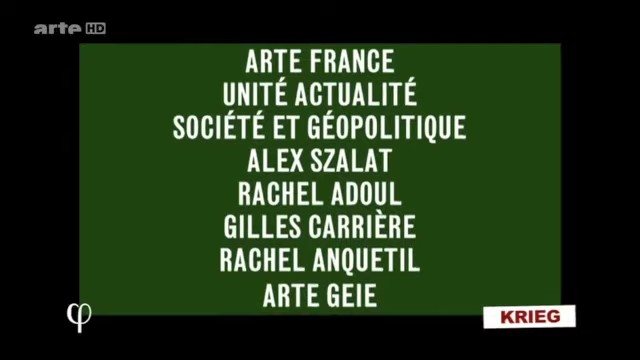 arte HD
ARTE FRANCE
UNITÉ ACTUALITÉ
SOCIÉTÉ ET GÉOPOLITIQUE
ALEX SZALAT
RACHEL ADOUL
GILLES CARRIÈRE
RACHEL ANQUETIL
ARTE GEIE
φ
KRIEG